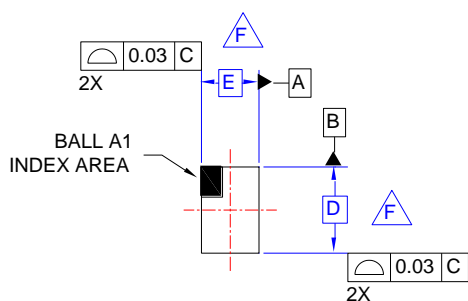 F
0.03 C
2X
E
A
BALL A1
INDEX AREA
B
D
F
0.03 C
2X